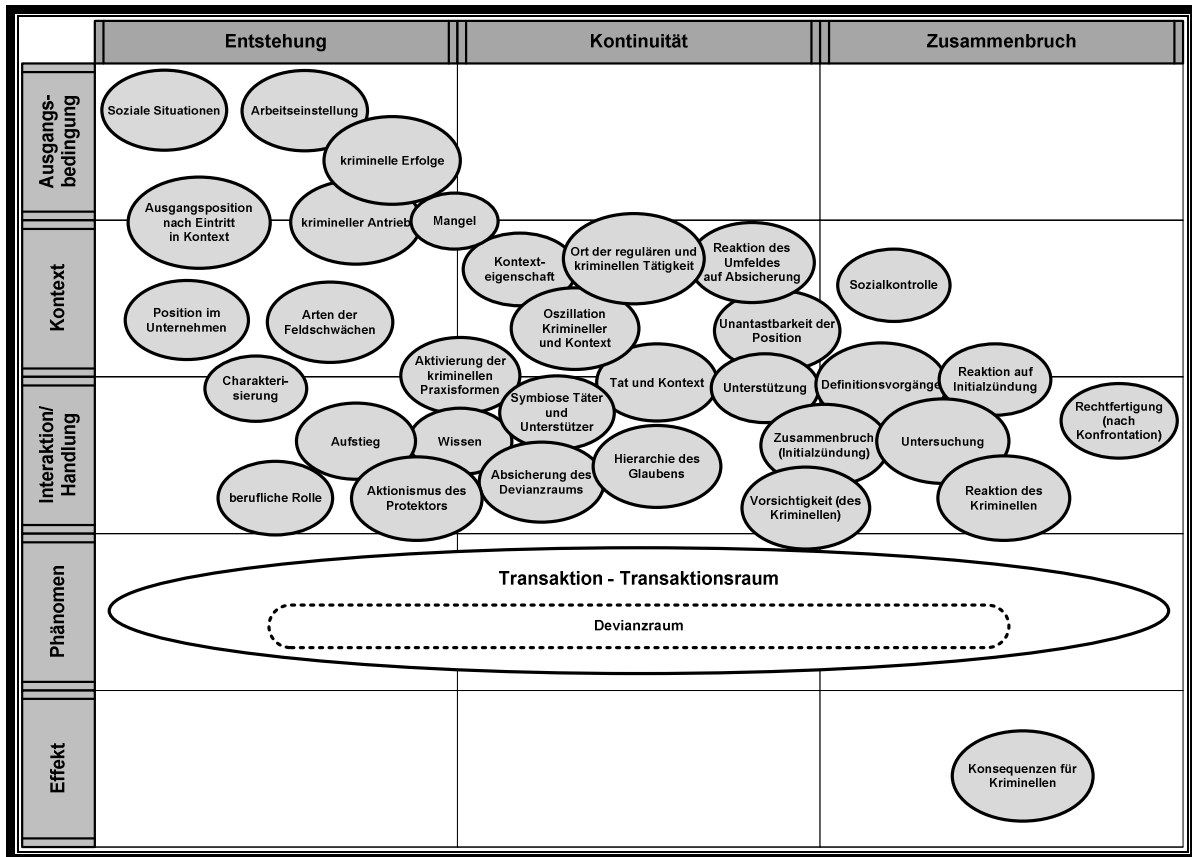 Entstehung
Kontinuität
Zusammenbruch
Ausgangs-
bedingung
Soziale Situationen
Arbeitseinstellung
kriminelle Erfolge
Ausgangsposition
nach Eintritt
in Kontext
krimineller Antrieb
Mangel
Kontext
Kontext-
eigenschaft
Ort der regulären und
kriminellen Tätigkeit
Reaktion des
Umfeldes
auf Absicherung
Sozialkontrolle
Position im
Unternehmen
Arten der
Feldschwächen
Oszillation
Krimineller
und Kontext
Unantastbarkeit der
Position
Interaktion/
Handlung
Charakteri-
sierung
Aktivierung der
kriminellen
Praxisformen
Symbiose Täter
und
Unterstützer
Tat und Kontext
Unterstützung
Definitionsvorgänge
Reaktion auf
Initialzündung
Rechtfertigung
(nach
Konfrontation)
Aufstieg
Wissen
Zusammenbruch
(Initialzündung)
Untersuchung
berufliche Rolle
Aktionismus des
Protektors
Absicherung des
Devianzraums
Hierarchie des
Glaubens
Vorsichtigkeit (des
Kriminellen)
Reaktion des
Kriminellen
Phänomen
Transaktion - Transaktionsraum
Devianzraum
Effekt
Konsequenzen für
Kriminellen